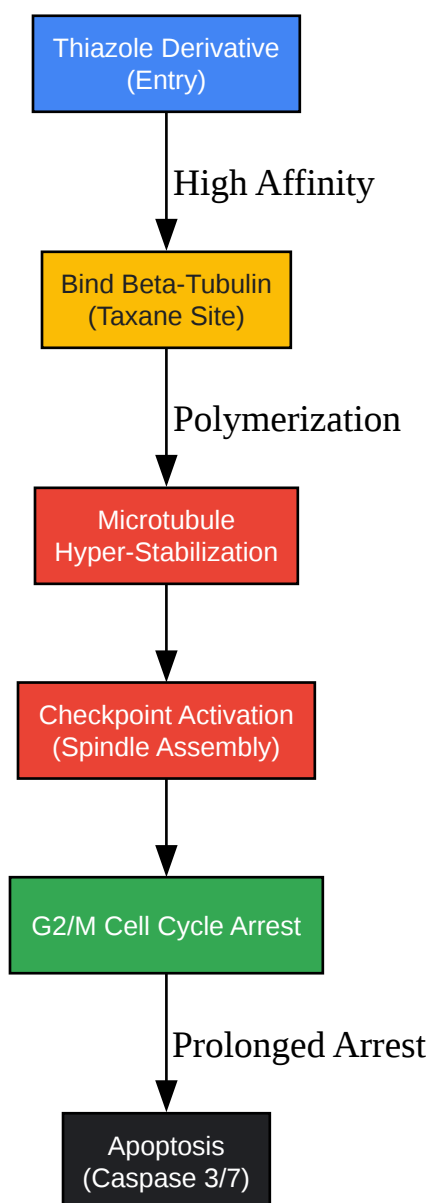 Thiazole Derivative
(Entry)
High Affinity
Bind Beta-Tubulin
(Taxane Site)
Polymerization
Microtubule
Hyper-Stabilization
Checkpoint Activation
(Spindle Assembly)
G2/M Cell Cycle Arrest
Prolonged Arrest
Apoptosis
(Caspase 3/7)